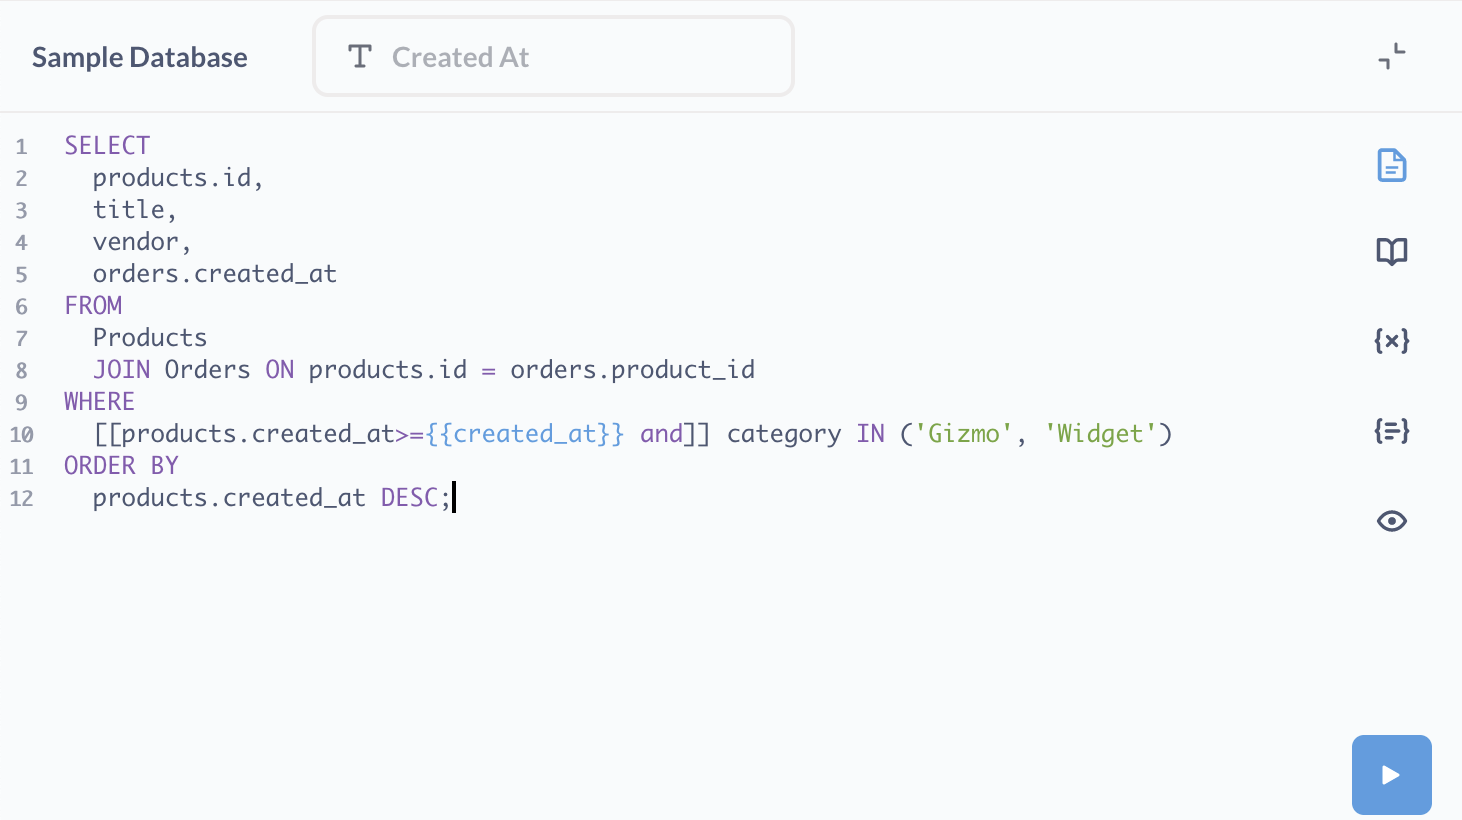 Sample Database
Created At
1 SELECT
2 products.id,
3 title,
4 vendor,
5 orders.created_at
6 FROM
7 Products
8 JOIN Orders ON products.id = orders.product_id
9 WHERE
10 [[products.created_at>={{created_at}} and]] category IN ('Gizmo', 'Widget')
11 ORDER BY
12 products.created_at DESC;